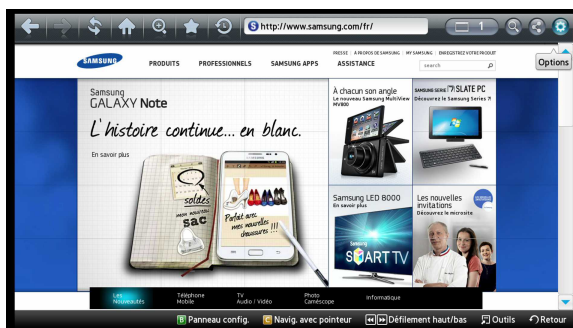 S http://www.samsung.com/fr/
1
Options
PRESSE | A PROPOS DE SAMSUNG | MY SAMSUNG | ENREGISTREZ VOTRE PRODUIT
SAMSUNG
PRODUITS PROFESSIONNELS SAMSUNG APPS ASSISTANCE
search
Samsung
GALAXY Note
L'histoire continue... en blanc.
En savoir plus
soldes
mon nouveau
sac
Parfait avec
mes nouvelles
chaussures !!!
À chacun son angle
Le nouveau Samsung MultiView
MV800
SAMSUNG SERIE 7 SLATE PC
Découvrez le Samsung Series 7!
Samsung LED 8000
En savoir plus
Samsung
SMART TV
Les nouvelles
invitations
Découvrez le microsite
Les
Nouveautés
Téléphone
Mobile
TV
Audio / Vidéo
Photo
Caméscope
Informatique
B Panneau config. C Navig. avec pointeur Défilement haut/bas Outils Retour